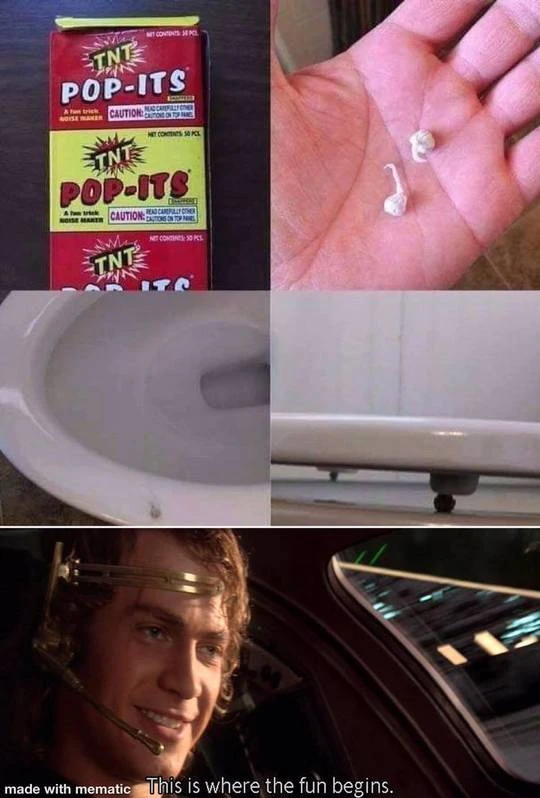 NET CONTENTS: 50 PCS.
TNT
POP-ITS
SNAPPERS
A fun trick
NOISE MAKER
CAUTION: READ CAREFULLY OTHER
CAUTIONS ON TOP PANEL
NET CONTENTS: 50 PCS.
TNT
POP-ITS
SNAPPERS
A fun trick
NOISE MAKER
CAUTION: READ CAREFULLY OTHER
CAUTIONS ON TOP PANEL
NET CONTENTS: 50 PCS.
TNT
POP-ITS
made with mematic
This is where the fun begins.